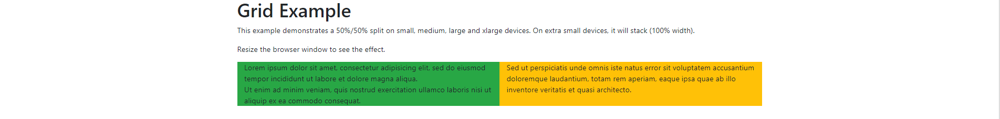 Grid Example
This example demonstrates a 50%/50% split on small, medium, large and xlarge devices. On extra small devices, it will stack (100% width).
Resize the browser window to see the effect.
Lorem ipsum dolor sit amet, consectetur adipisicing elit, sed do eiusmod
tempor incididunt ut labore et dolore magna aliqua.
Ut enim ad minim veniam, quis nostrud exercitation ullamco laboris nisi ut
aliquip ex ea commodo consequat.
Sed ut perspiciatis unde omnis iste natus error sit voluptatem accusantium
doloremque laudantium, totam rem aperiam, eaque ipsa quae ab illo
inventore veritatis et quasi architecto.